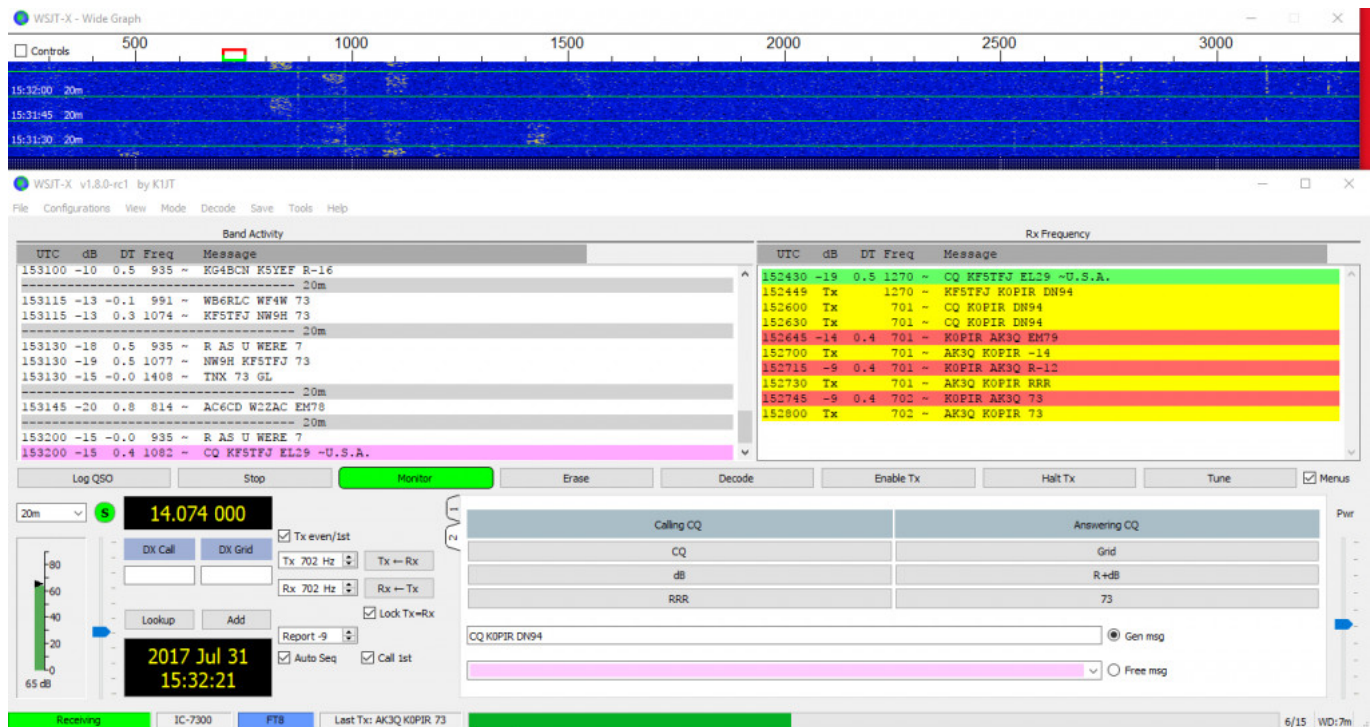 WSJT-X - Wide Graph
Controls 500 1000 1500 2000 2500 3000
15:32:00 20m
15:31:45 20m
15:31:30 20m
WSJT-X v1.8.0-rc1 by K1JT
File Configurations View Mode Decode Save Tools Help
Band Activity
UTC dB DT Freq Message
153100 -10 0.5 935 ~ KG4BCN K5YEF R-16
------------------------------------ 20m
153115 -13 -0.1 991 ~ WB6RLC WF4W 73
153115 -13 0.3 1074 ~ KF5TFJ NW9H 73
------------------------------------ 20m
153130 -18 0.5 935 ~ R AS U WERE 7
153130 -19 0.5 1077 ~ NW9H KF5TFJ 73
153130 -15 -0.0 1408 ~ TNX 73 GL
------------------------------------ 20m
153145 -20 0.8 814 ~ AC6CD W2ZAC EM78
------------------------------------ 20m
153200 -15 -0.0 935 ~ R AS U WERE 7
153200 -15 0.4 1082 ~ CQ KF5TFJ EL29 ~U.S.A.
Rx Frequency
UTC dB DT Freq Message
152430 -19 0.5 1270 ~ CQ KF5TFJ EL29 ~U.S.A.
152449 Tx 1270 ~ KF5TFJ K0PIR DN94
152600 Tx 701 ~ CQ K0PIR DN94
152630 Tx 701 ~ CQ K0PIR DN94
152645 -14 0.4 701 ~ K0PIR AK3Q EM79
152700 Tx 701 ~ AK3Q K0PIR -14
152715 -9 0.4 701 ~ K0PIR AK3Q R-12
152730 Tx 701 ~ AK3Q K0PIR RRR
152745 -9 0.4 702 ~ K0PIR AK3Q 73
152800 Tx 702 ~ AK3Q K0PIR 73
Log QSO Stop Monitor Erase Decode Enable Tx Halt Tx Tune Menus
20m S 14.074 000
DX Call DX Grid
Lookup Add
2017 Jul 31
15:32:21
80
60
40
20
0
65 dB
Tx even/1st
Tx 702 Hz Tx ← Rx
Rx 702 Hz Rx ← Tx
Lock Tx=Rx
Report -9
Auto Seq Call 1st
1
2
Calling CQ Answering CQ
CQ Grid
dB R+dB
RRR 73
CQ K0PIR DN94 Gen msg
Free msg
Pwr
Receiving IC-7300 FT8 Last Tx: AK3Q K0PIR 73 6/15 WD:7m